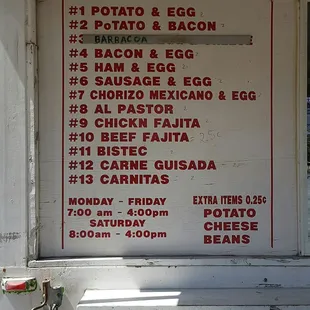 #1 POTATO & EGG
#2 PoTATO & BACON
#3 BARRACOA
#4 BACON & EGG
#5 HAM & EGG
#6 SAUSAGE & EGG
#7 CHORIZO MEXICANO & EGG
#8 AL PASTOR
#9 CHICKN FAJITA
#10 BEEF FAJITA
#11 BISTEC
#12 CARNE GUISADA
#13 CARNITAS
MONDAY - FRIDAY
7:00 am - 4:00pm
SATURDAY
8:00am - 4:00pm
EXTRA ITEMS 0.25¢
POTATO
CHEESE
BEANS